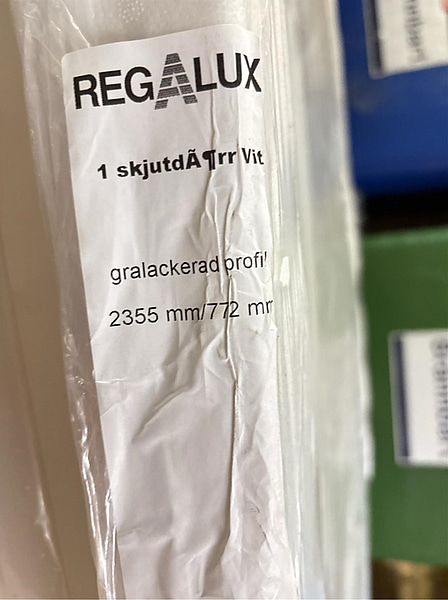 REGALUX
1 skjutdÃ¶rr Vit
gralackerad profil
2355 mm/772 mm